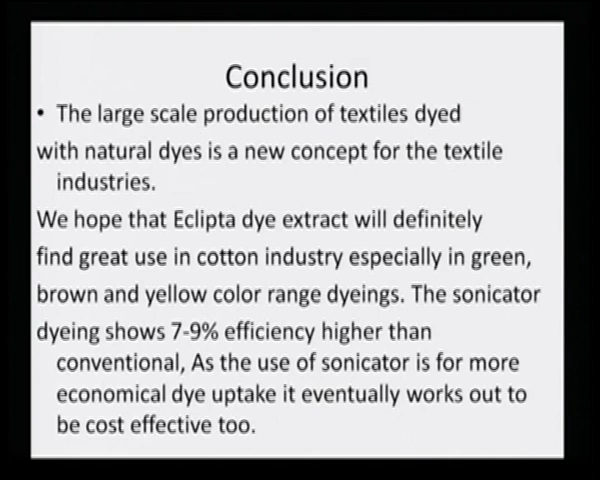 Conclusion
• The large scale production of textiles dyed
with natural dyes is a new concept for the textile
industries.
We hope that Eclipta dye extract will definitely
find great use in cotton industry especially in green,
brown and yellow color range dyeings. The sonicator
dyeing shows 7-9% efficiency higher than
conventional, As the use of sonicator is for more
economical dye uptake it eventually works out to
be cost effective too.